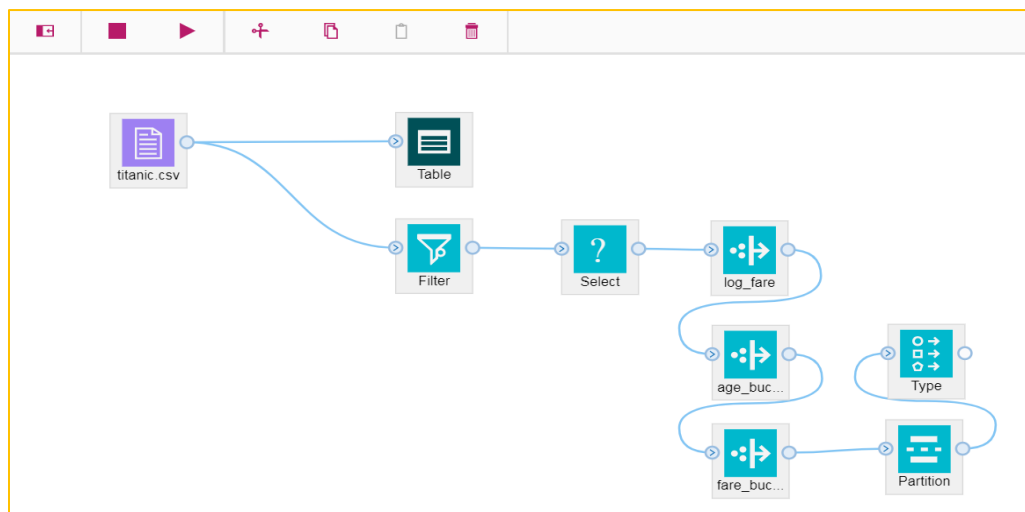 titanic.csv
Table
Filter
Select
log_fare
age_buc...
Type
fare_buc...
Partition